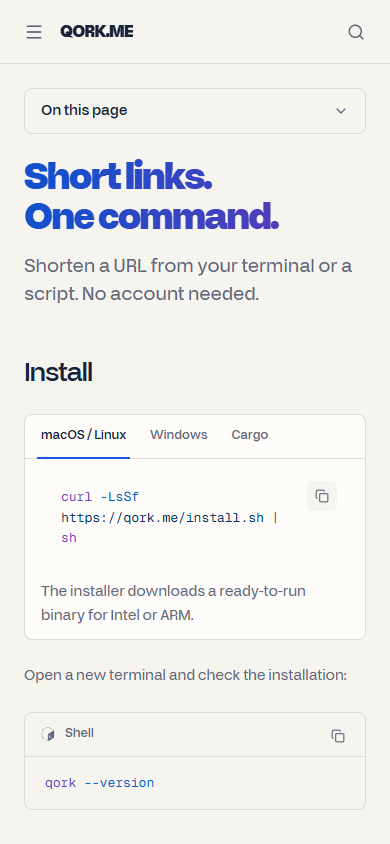 QORK.ME
On this page
Short links.
One command.
Shorten a URL from your terminal or a
script. No account needed.
Install
macOS / Linux Windows Cargo
curl -LsSf
https://qork.me/install.sh |
sh
The installer downloads a ready-to-run
binary for Intel or ARM.
Open a new terminal and check the installation:
Shell
qork --version